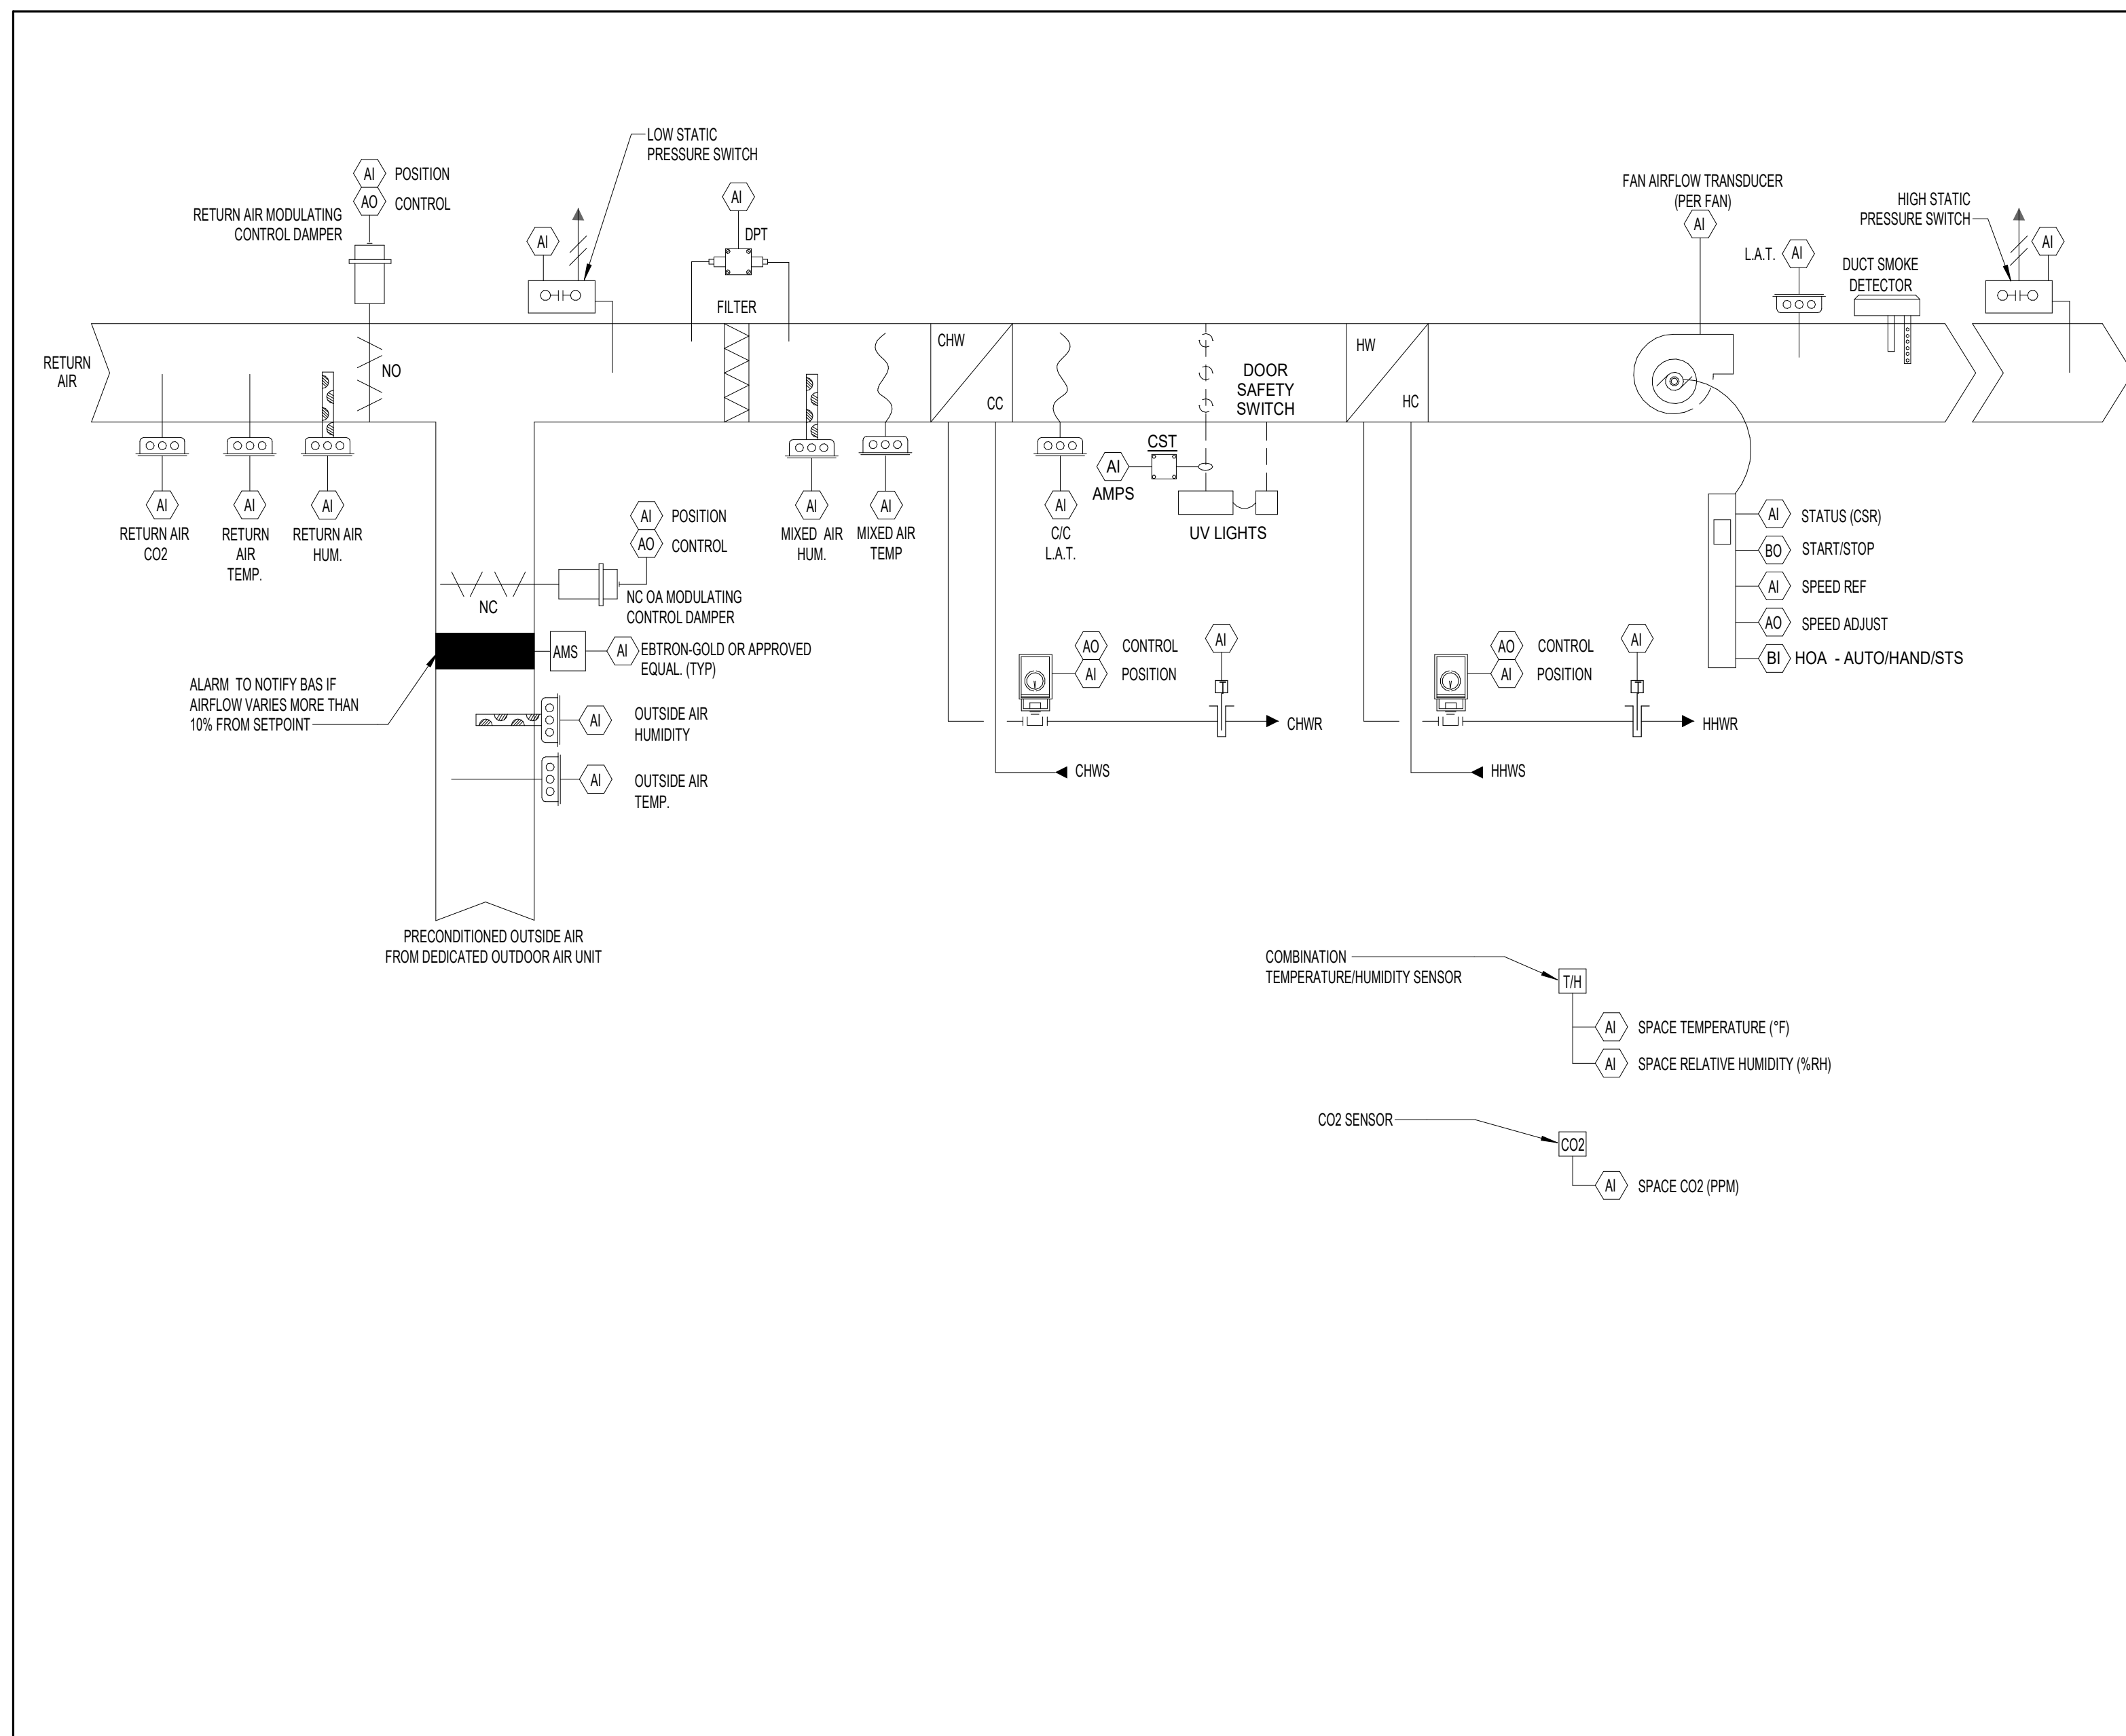 LOW STATIC
PRESSURE SWITCH
AI POSITION
AO CONTROL
RETURN AIR MODULATING
CONTROL DAMPER
AI
AI
DPT
FILTER
FAN AIRFLOW TRANSDUCER
(PER FAN)
AI
L.A.T. AI
DUCT SMOKE
DETECTOR
HIGH STATIC
PRESSURE SWITCH
AI
RETURN
AIR
NO
CHW
CC
DOOR
SAFETY
SWITCH
HW
HC
AI
RETURN AIR
CO2
AI
RETURN
AIR
TEMP.
AI
RETURN AIR
HUM.
AI
MIXED AIR
HUM.
AI
MIXED AIR
TEMP
AI
C/C
L.A.T.
CST
AI
AMPS
UV LIGHTS
AI POSITION
AO CONTROL
NC
NC OA MODULATING
CONTROL DAMPER
AMS
AI EBTRON-GOLD OR APPROVED
EQUAL. (TYP)
ALARM TO NOTIFY BAS IF
AIRFLOW VARIES MORE THAN
10% FROM SETPOINT
AI OUTSIDE AIR
HUMIDITY
AI OUTSIDE AIR
TEMP.
PRECONDITIONED OUTSIDE AIR
FROM DEDICATED OUTDOOR AIR UNIT
AO CONTROL
AI POSITION
AI
CHWR
CHWS
AO CONTROL
AI POSITION
AI
HHWR
HHWS
AI STATUS (CSR)
BO START/STOP
AI SPEED REF
AO SPEED ADJUST
BI HOA - AUTO/HAND/STS
COMBINATION
TEMPERATURE/HUMIDITY SENSOR
T/H
AI SPACE TEMPERATURE (°F)
AI SPACE RELATIVE HUMIDITY (%RH)
CO2 SENSOR
CO2
AI SPACE CO2 (PPM)